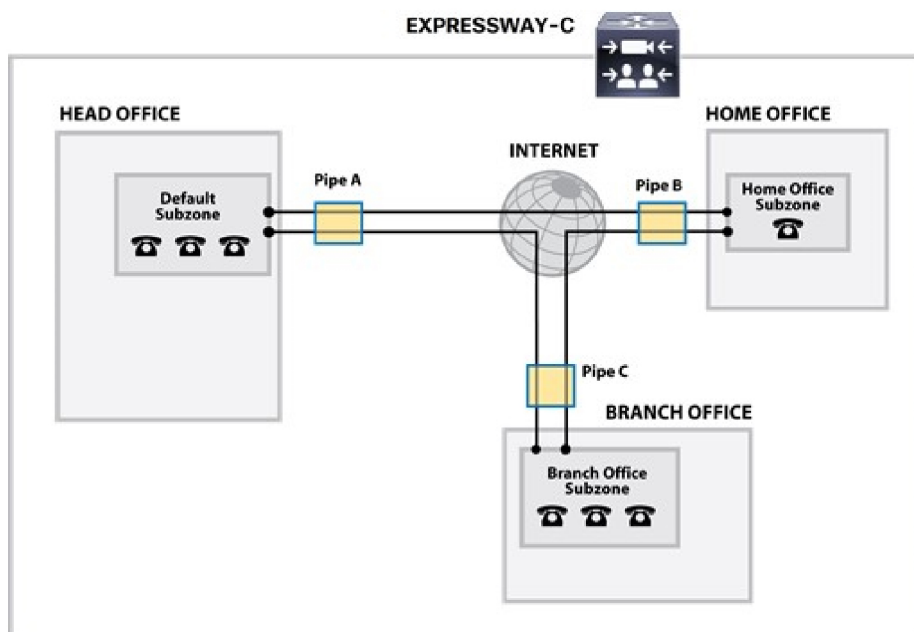 EXPRESSWAY-C
HEAD OFFICE
HOME OFFICE
INTERNET
Pipe A
Pipe B
Default
Subzone
Home Office
Subzone
Pipe C
BRANCH OFFICE
Branch Office
Subzone